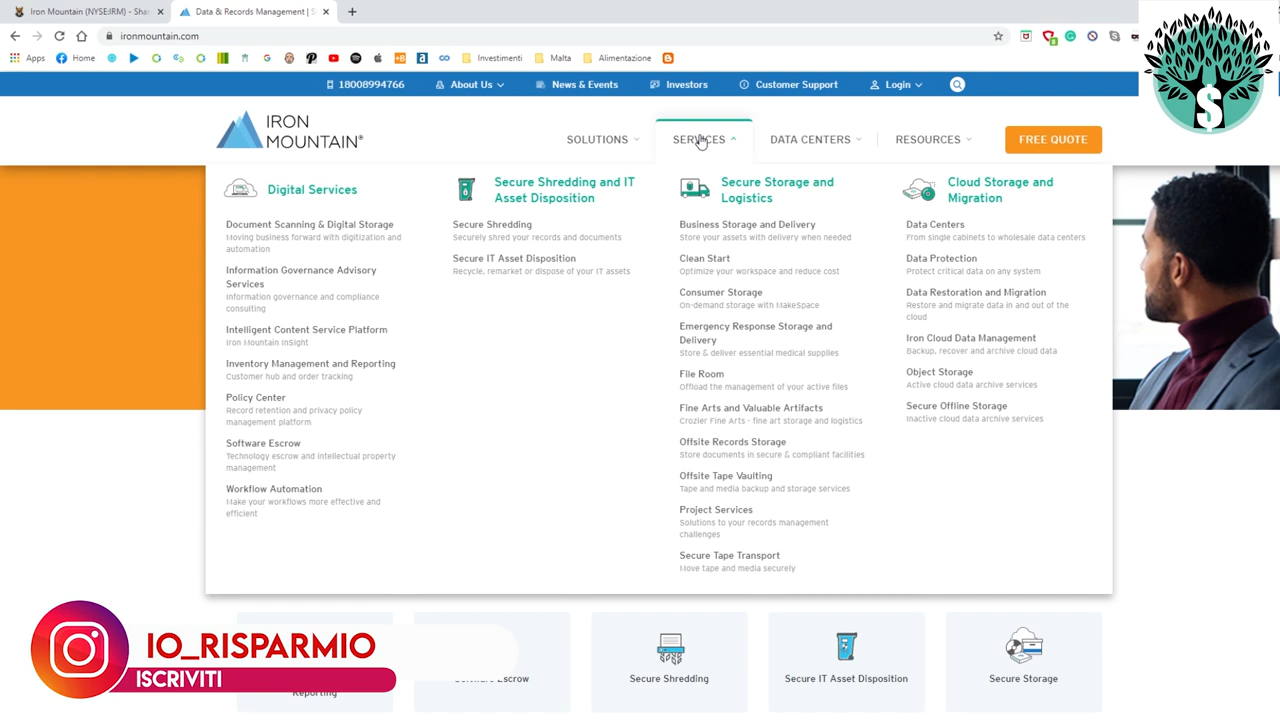 Iron Mountain (NYSE:IRM) - Sha
Data & Records Management | S
ironmountain.com
Apps
Home
Investimenti
Malta
Alimentazione
18008994766
About Us
News & Events
Investors
Customer Support
Login
IRON
MOUNTAIN®
SOLUTIONS
SERVICES
DATA CENTERS
RESOURCES
FREE QUOTE
Digital Services
Document Scanning & Digital Storage
Moving business forward with digitization and
automation
Information Governance Advisory
Services
Information governance and compliance
consulting
Intelligent Content Service Platform
Iron Mountain InSight
Inventory Management and Reporting
Customer hub and order tracking
Policy Center
Record retention and privacy policy
management platform
Software Escrow
Technology escrow and intellectual property
management
Workflow Automation
Make your workflows more effective and
efficient
Secure Shredding and IT
Asset Disposition
Secure Shredding
Securely shred your records and documents
Secure IT Asset Disposition
Recycle, remarket or dispose of your IT assets
Secure Storage and
Logistics
Business Storage and Delivery
Store your assets with delivery when needed
Clean Start
Optimize your workspace and reduce cost
Consumer Storage
On-demand storage with MakeSpace
Emergency Response Storage and
Delivery
Store & deliver essential medical supplies
File Room
Offload the management of your active files
Fine Arts and Valuable Artifacts
Crozier Fine Arts - fine art storage and logistics
Offsite Records Storage
Store documents in secure & compliant facilities
Offsite Tape Vaulting
Tape and media backup and storage services
Project Services
Solutions to your records management
challenges
Secure Tape Transport
Move tape and media securely
Cloud Storage and
Migration
Data Centers
From single cabinets to wholesale data centers
Data Protection
Protect critical data on any system
Data Restoration and Migration
Restore and migrate data in and out of the
cloud
Iron Cloud Data Management
Backup, recover and archive cloud data
Object Storage
Active cloud data archive services
Secure Offline Storage
Inactive cloud data archive services
Reporting
Software Escrow
Secure Shredding
Secure IT Asset Disposition
Secure Storage
IO_RISPARMIO
ISCRIVITI
$